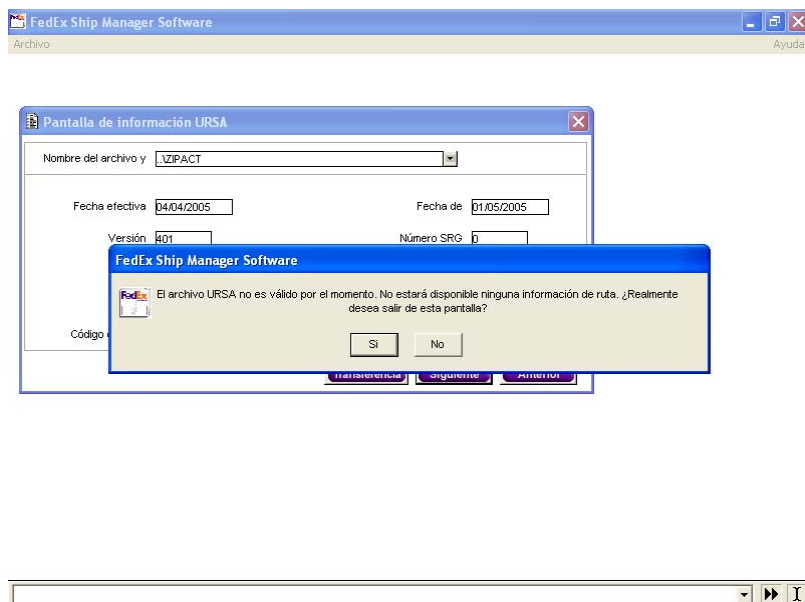 FedEx Ship Manager Software
Archivo Ayuda
Pantalla de información URSA
Nombre del archivo y ..\ZIPACT
Fecha efectiva 04/04/2005 Fecha de 01/05/2005
Versión 401 Número SRG 0
FedEx Ship Manager Software
FedEx El archivo URSA no es válido por el momento. No estará disponible ninguna información de ruta. ¿Realmente
desea salir de esta pantalla?
Código
Si No
Transferencia Siguiente Anterior